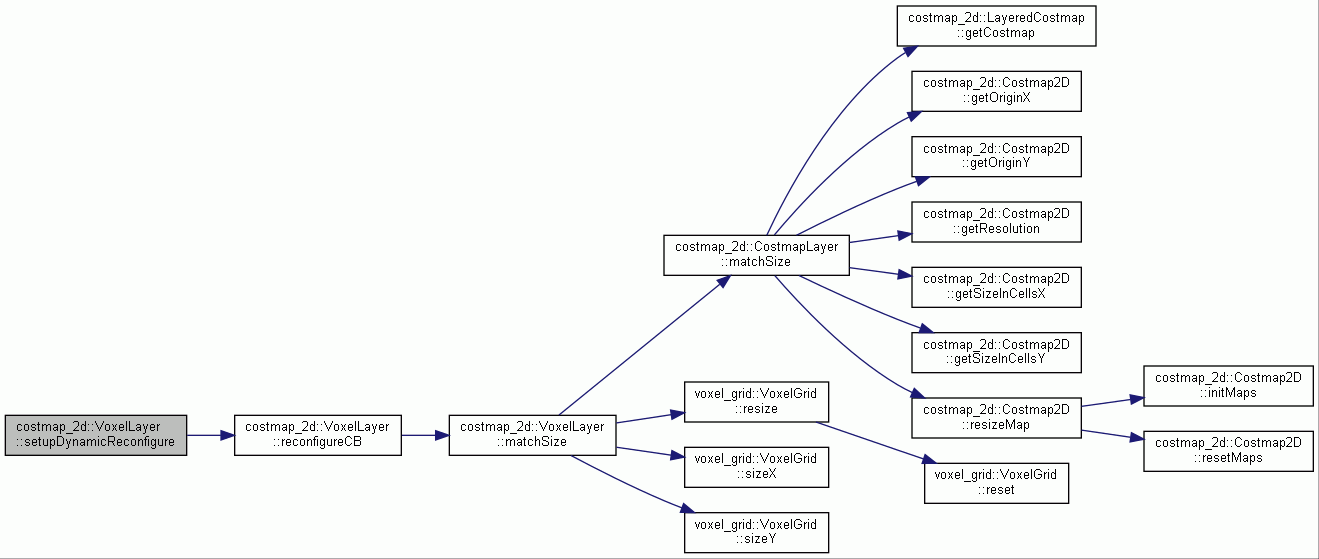 costmap_2d::LayeredCostmap
::getCostmap
costmap_2d::Costmap2D
::getOriginX
costmap_2d::Costmap2D
::getOriginY
costmap_2d::Costmap2D
::getResolution
costmap_2d::CostmapLayer
::matchSize
costmap_2d::Costmap2D
::getSizeInCellsX
costmap_2d::Costmap2D
::getSizeInCellsY
costmap_2d::Costmap2D
::initMaps
voxel_grid::VoxelGrid
::resize
costmap_2d::Costmap2D
::resizeMap
costmap_2d::VoxelLayer
::setupDynamicReconfigure
costmap_2d::VoxelLayer
::reconfigureCB
costmap_2d::VoxelLayer
::matchSize
costmap_2d::Costmap2D
::resetMaps
voxel_grid::VoxelGrid
::sizeX
voxel_grid::VoxelGrid
::reset
voxel_grid::VoxelGrid
::sizeY